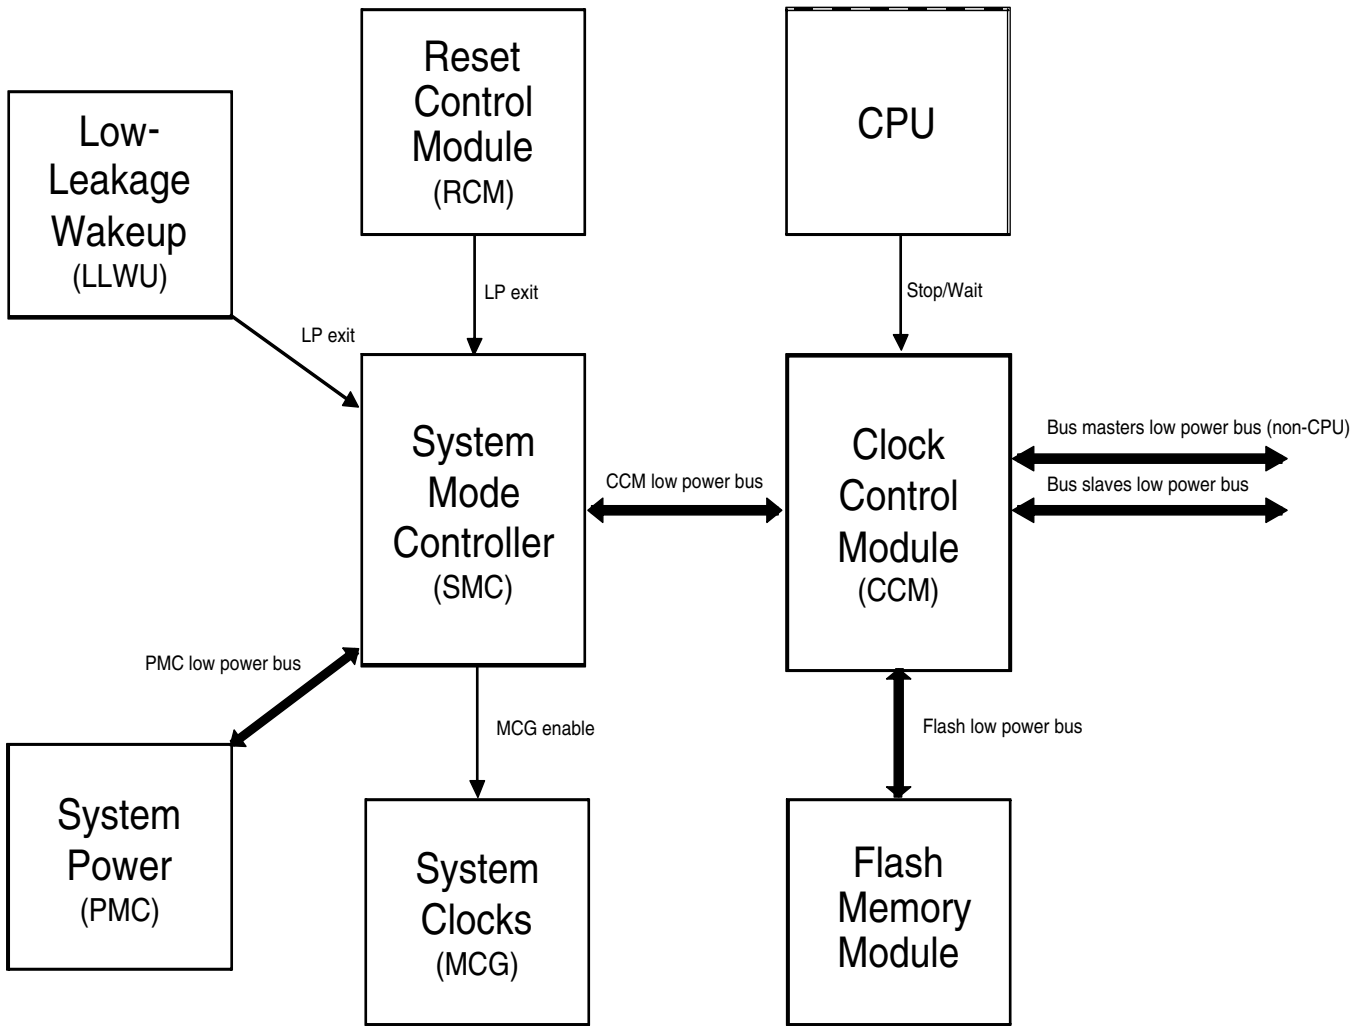 Reset
Control
Module
(RCM)
CPU
Low-
Leakage
Wakeup
(LLWU)
LP exit
Stop/Wait
LP exit
System
Mode
Controller
(SMC)
CCM low power bus
Clock
Control
Module
(CCM)
Bus masters low power bus (non-CPU)
Bus slaves low power bus
PMC low power bus
MCG enable
Flash low power bus
System
Power
(PMC)
System
Clocks
(MCG)
Flash
Memory
Module